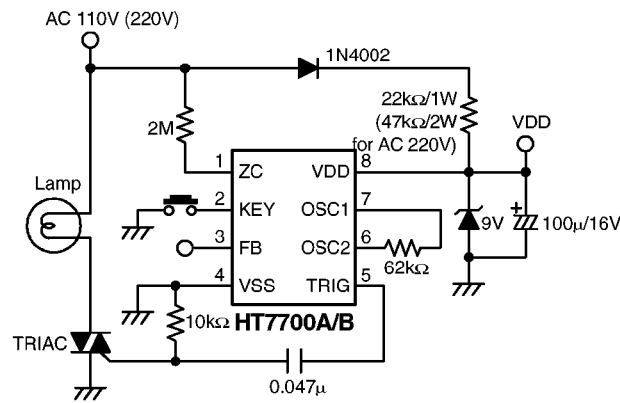 AC 110V (220V)
1N4002
22kΩ/1W
(47kΩ/2W
for AC 220V)
VDD
2M
1 ZC VDD 8
Lamp
2 KEY OSC1 7
3 FB OSC2 6
9V
100μ/16V
62kΩ
4 VSS TRIG 5
10kΩ
HT7700A/B
TRIAC
0.047μ